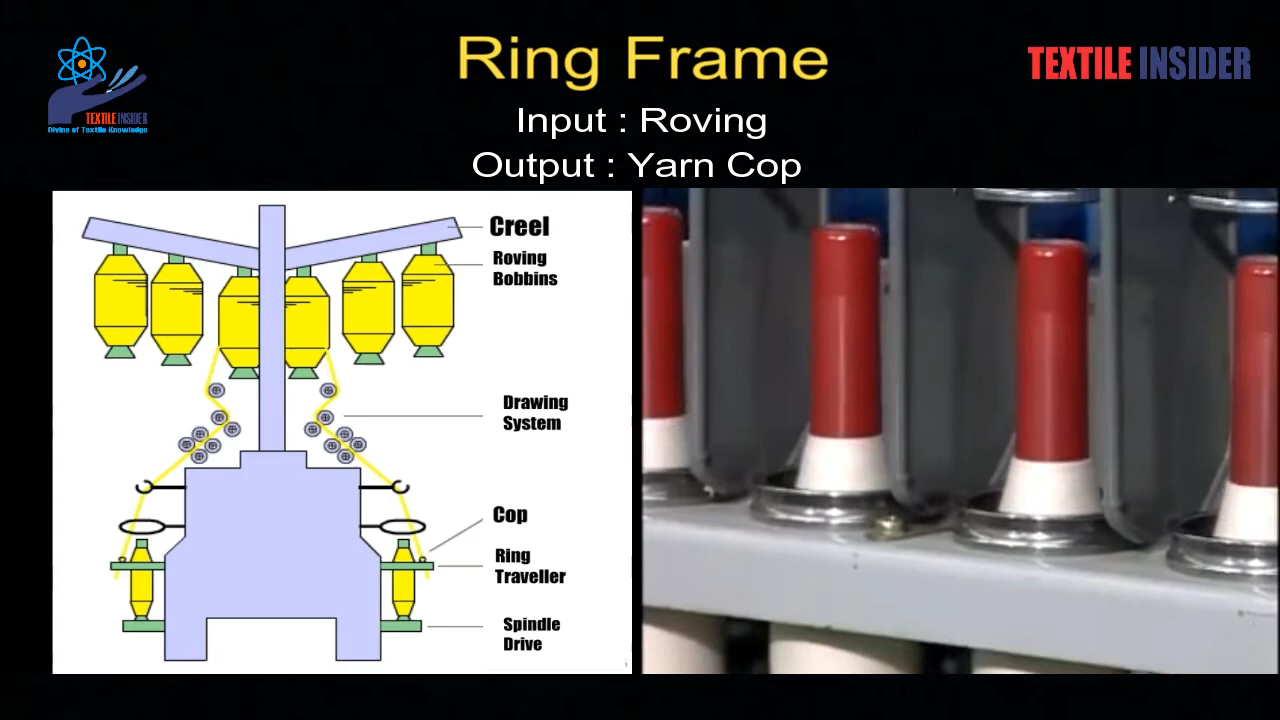 Ring Frame
TEXTILE INSIDER
TEXTILE INSIDER
Divine of Textile Knowledge
Input : Roving
Output : Yarn Cop
Creel
Roving
Bobbins
Drawing
System
Cop
Ring
Traveller
Spindle
Drive